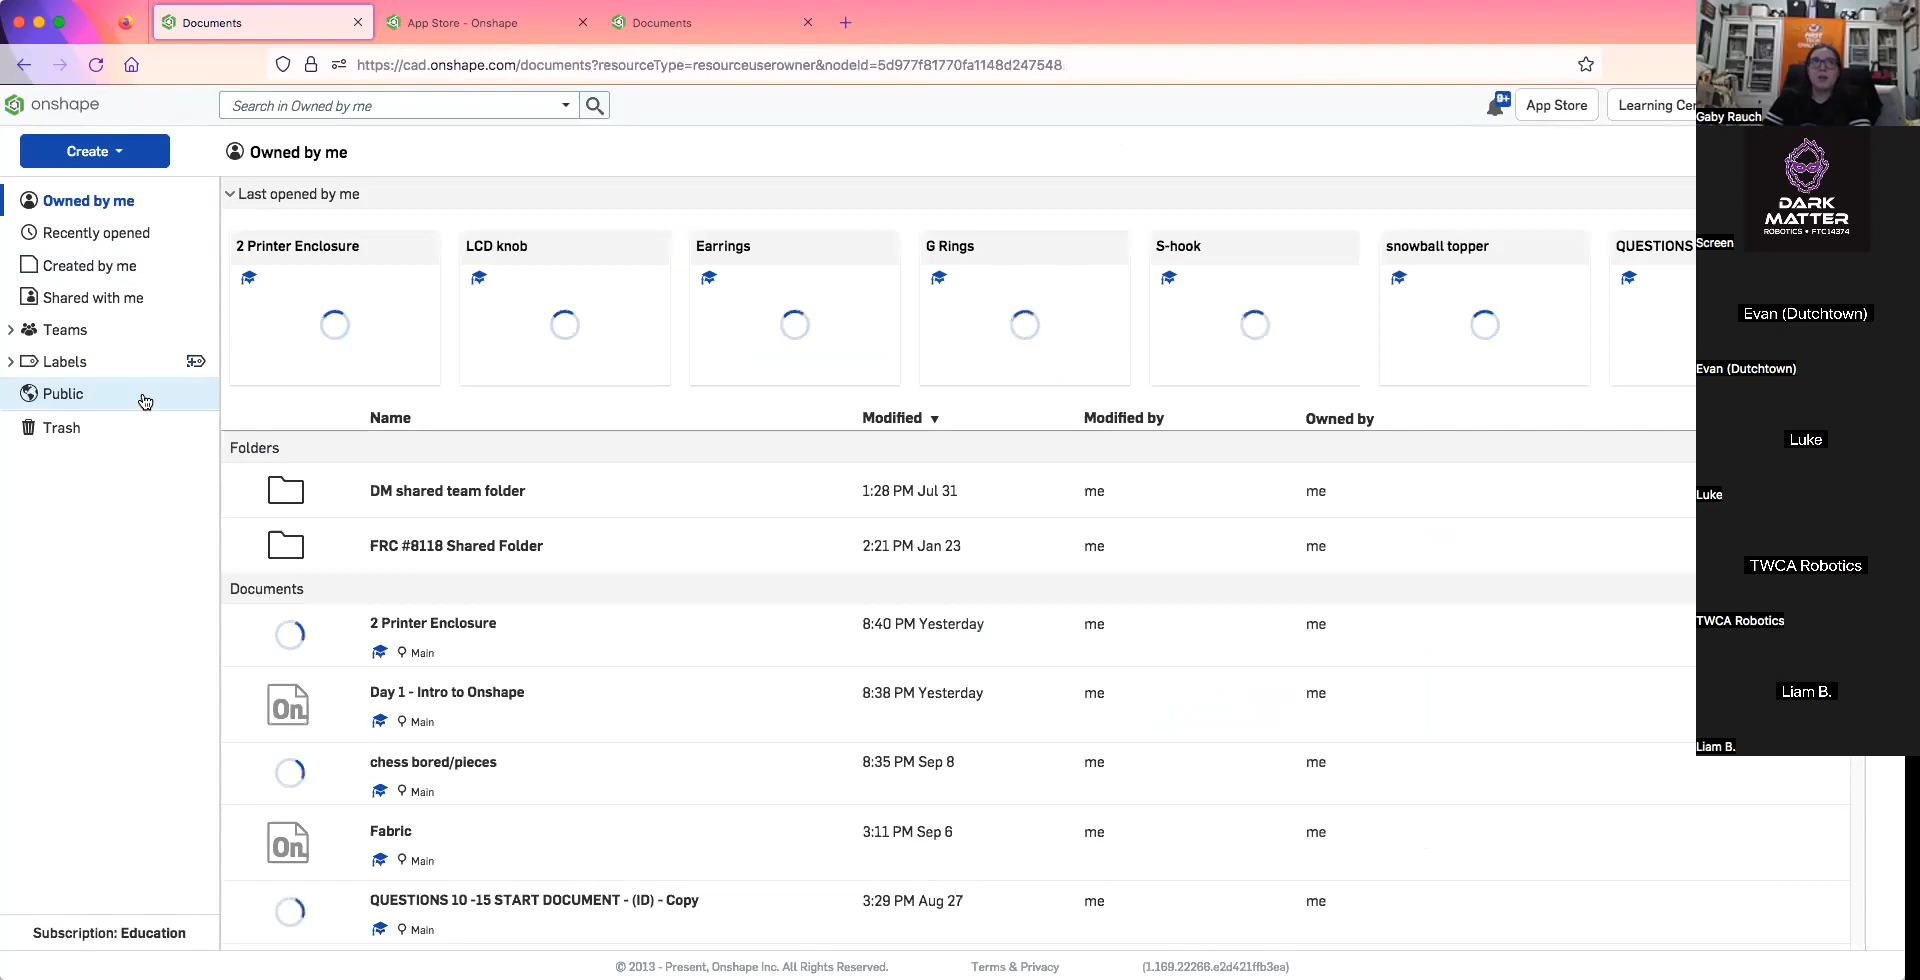 Documents
App Store - Onshape
Documents
https://cad.onshape.com/documents?resourceType=resourceuserowner&nodeId=5d977f81770fa1148d247548
onshape
Search in Owned by me
9+
App Store
Learning Cer
Create
Owned by me
Owned by me
Recently opened
Created by me
Shared with me
Teams
Labels
Public
Trash
Last opened by me
2 Printer Enclosure
LCD knob
Earrings
G Rings
S-hook
snowball topper
QUESTIONS
Name
Modified
Modified by
Owned by
Folders
DM shared team folder
1:28 PM Jul 31
me
me
FRC #8118 Shared Folder
2:21 PM Jan 23
me
me
Documents
2 Printer Enclosure
8:40 PM Yesterday
me
me
Main
On
Day 1 - Intro to Onshape
8:38 PM Yesterday
me
me
Main
chess bored/pieces
8:35 PM Sep 8
me
me
Main
On
Fabric
3:11 PM Sep 6
me
me
Main
QUESTIONS 10 -15 START DOCUMENT - (ID) - Copy
3:29 PM Aug 27
me
me
Main
Subscription: Education
© 2013 - Present, Onshape Inc. All Rights Reserved.
Terms & Privacy
(1.169.22266.e2d421ffb3ea)
FIRST
Gaby Rauch
DARK
MATTER
ROBOTICS • FTC14374
Screen
Evan (Dutchtown)
Evan (Dutchtown)
Luke
Luke
TWCA Robotics
TWCA Robotics
Liam B.
Liam B.